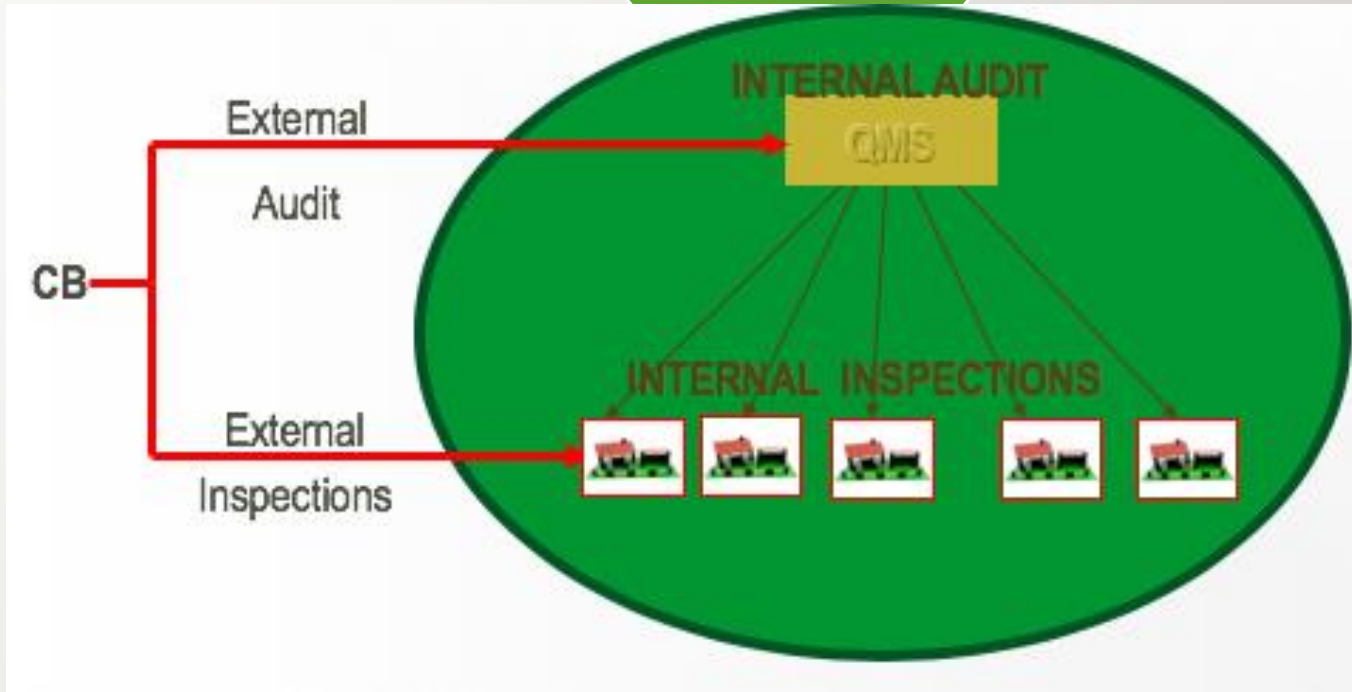 INTERNAL AUDIT
External
QMS
Audit
CB
INTERNAL INSPECTIONS
External
Inspections